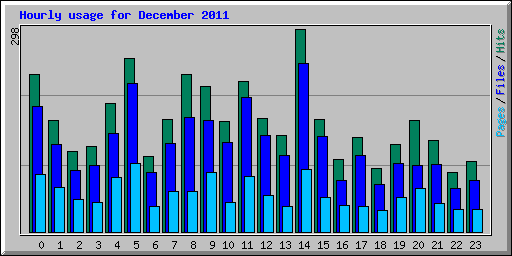 Hourly usage for December 2011
298
Pages/Files/Hits
0 1 2 3 4 5 6 7 8 9 10 11 12 13 14 15 16 17 18 19 20 21 22 23